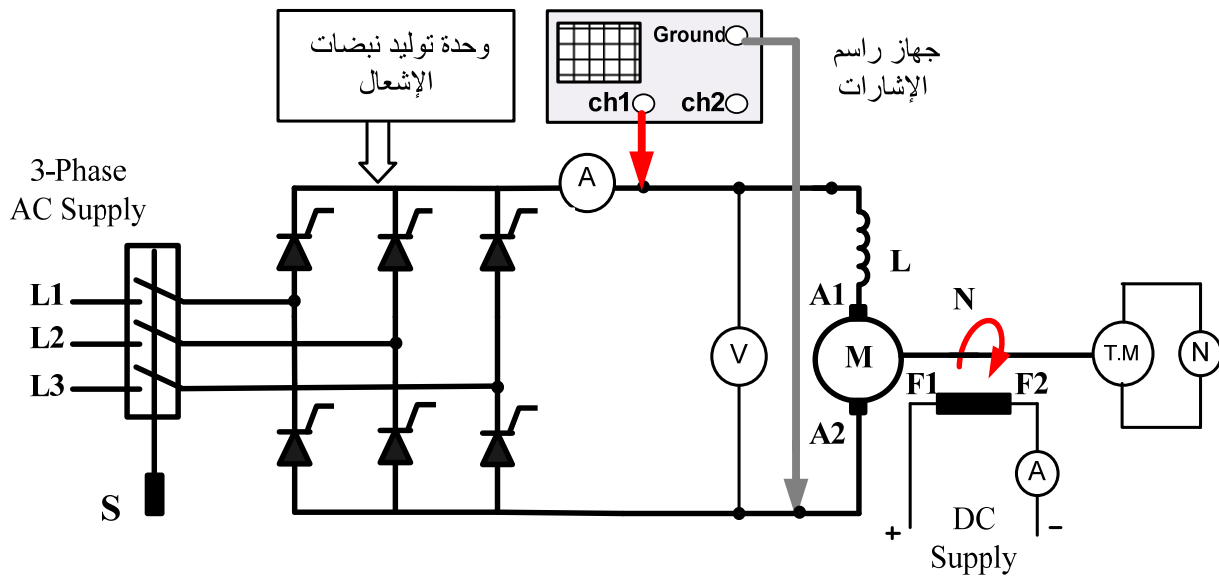 وحدة توليد نبضات
الإشعال
Ground
ch1
ch2
جهاز راسم
الإشارات
3-Phase
AC Supply
A
L1
L2
L3
S
L
A1
V
M
A2
N
F1
F2
T.M
N
A
+
DC
Supply
−